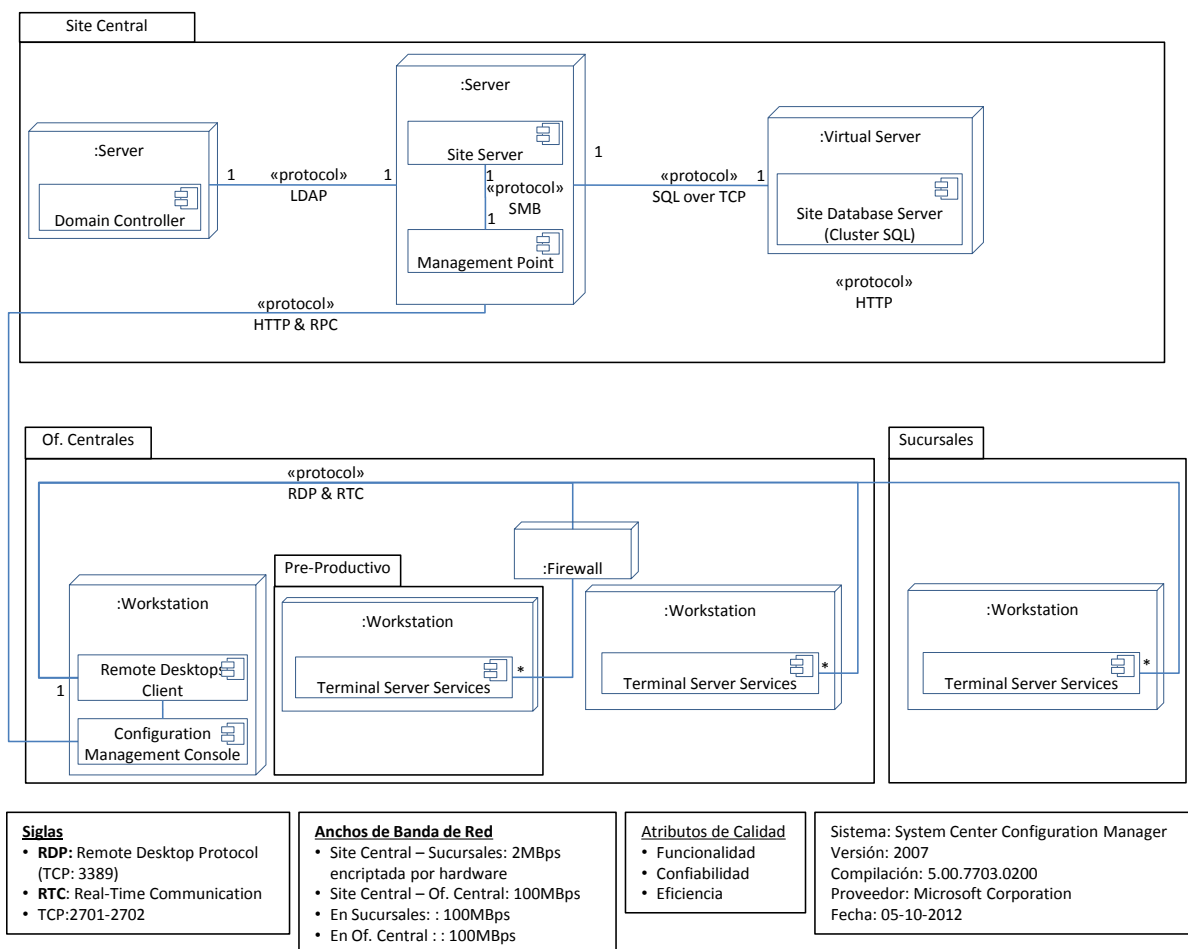 Site Central
:Server
Domain Controller
1
«protocol»
LDAP
1
:Server
Site Server
1
«protocol»
SMB
1
Management Point
1
«protocol»
SQL over TCP
1
:Virtual Server
Site Database Server
(Cluster SQL)
«protocol»
HTTP
«protocol»
HTTP & RPC
Of. Centrales
«protocol»
RDP & RTC
:Workstation
Remote Desktops
Client
1
Configuration
Management Console
Pre-Productivo
:Workstation
Terminal Server Services
*
:Firewall
:Workstation
Terminal Server Services
*
Sucursales
:Workstation
Terminal Server Services
*
Siglas
• RDP: Remote Desktop Protocol
(TCP: 3389)
• RTC: Real-Time Communication
• TCP:2701-2702
Anchos de Banda de Red
• Site Central – Sucursales: 2MBps
encriptada por hardware
• Site Central – Of. Central: 100MBps
• En Sucursales: : 100MBps
• En Of. Central : : 100MBps
Atributos de Calidad
• Funcionalidad
• Confiabilidad
• Eficiencia
Sistema: System Center Configuration Manager
Versión: 2007
Compilación: 5.00.7703.0200
Proveedor: Microsoft Corporation
Fecha: 05-10-2012